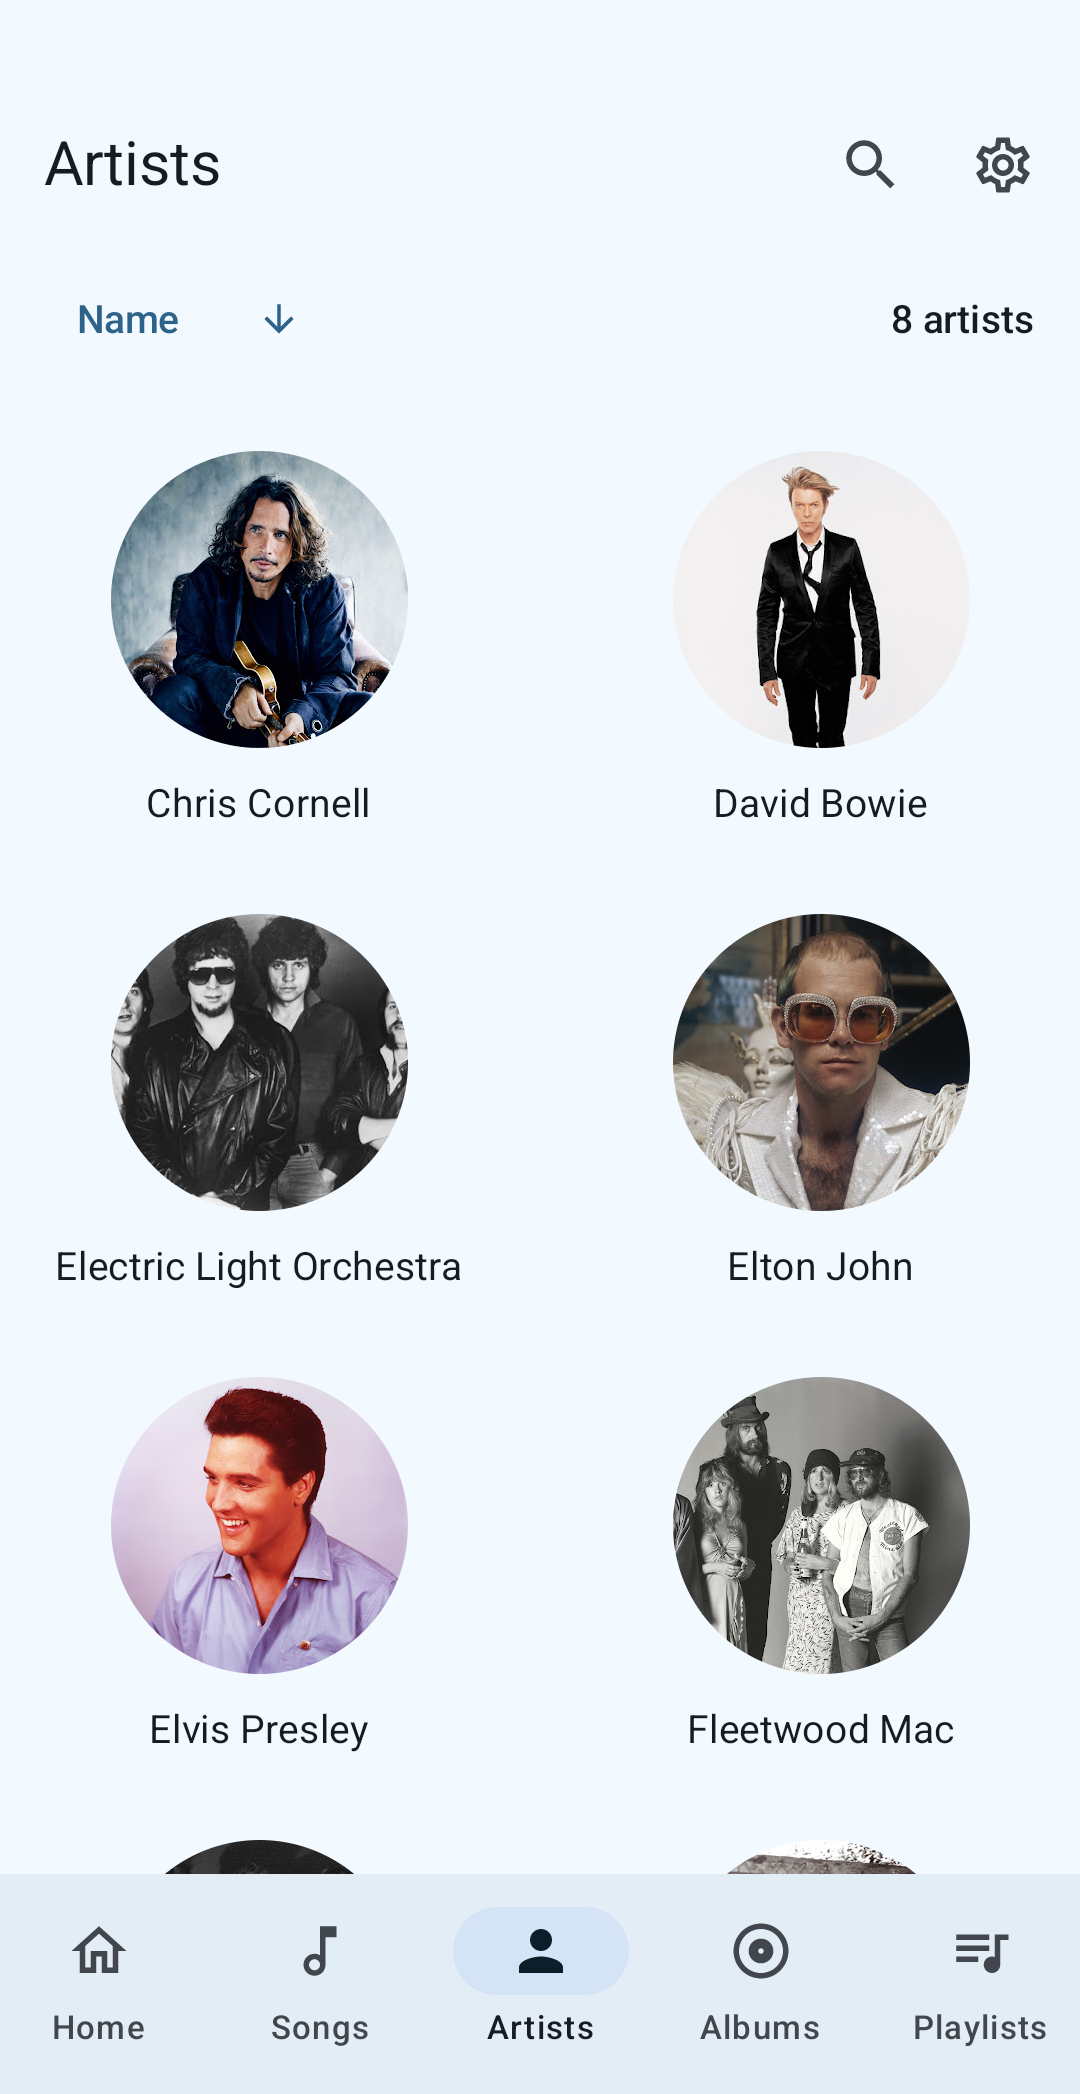 Artists
Name
8 artists
Chris Cornell
David Bowie
Electric Light Orchestra
Elton John
Elvis Presley
Fleetwood Mac
Home
Songs
Artists
Albums
Playlists